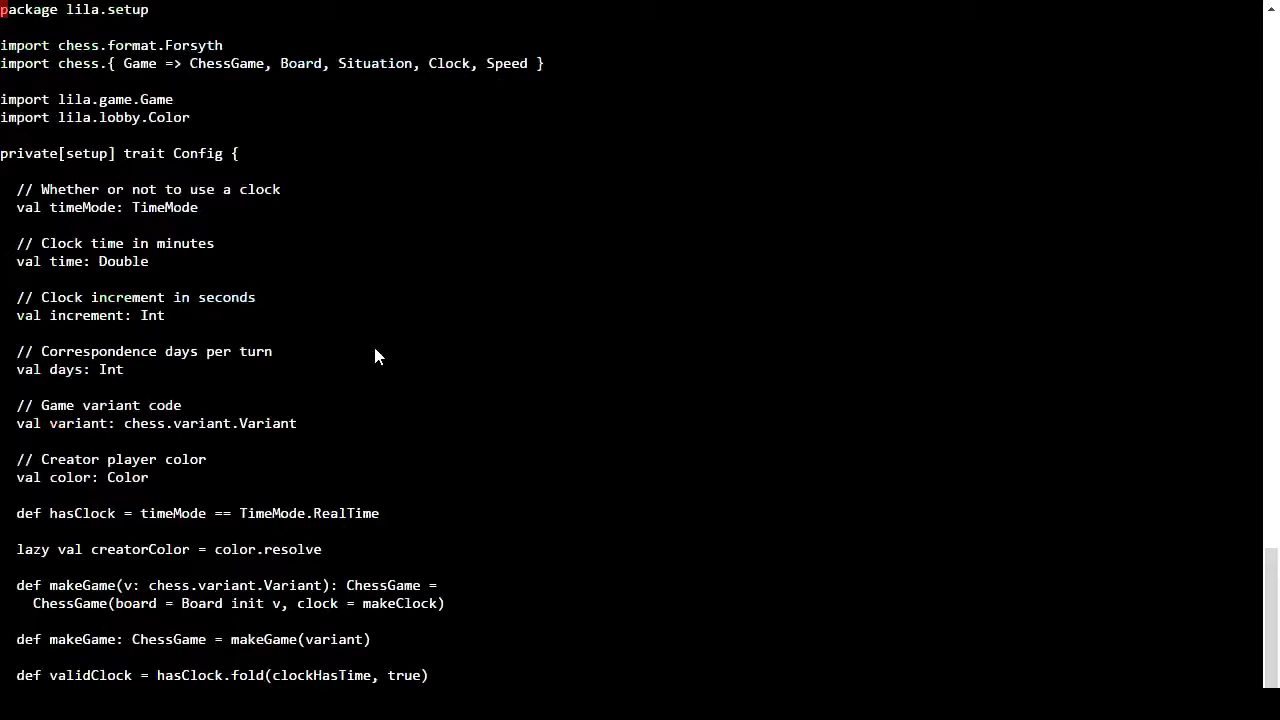 package lila.setup
import chess.format.Forsyth
import chess.{ Game => ChessGame, Board, Situation, Clock, Speed }
import lila.game.Game
import lila.lobby.Color
private[setup] trait Config {
// Whether or not to use a clock
val timeMode: TimeMode
// Clock time in minutes
val time: Double
// Clock increment in seconds
val increment: Int
// Correspondence days per turn
val days: Int
// Game variant code
val variant: chess.variant.Variant
// Creator player color
val color: Color
def hasClock = timeMode == TimeMode.RealTime
lazy val creatorColor = color.resolve
def makeGame(v: chess.variant.Variant): ChessGame =
ChessGame(board = Board init v, clock = makeClock)
def makeGame: ChessGame = makeGame(variant)
def validClock = hasClock.fold(clockHasTime, true)